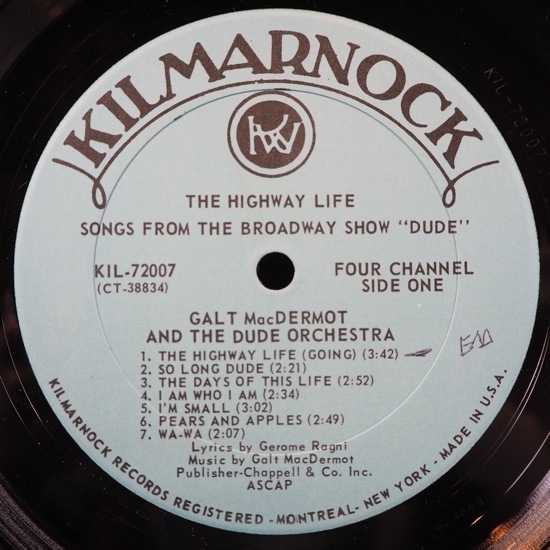 KILMARNOCK
KW
THE HIGHWAY LIFE
SONGS FROM THE BROADWAY SHOW "DUDE"
KIL-72007
(CT-38834)
FOUR CHANNEL
SIDE ONE
GALT MacDERMOT
AND THE DUDE ORCHESTRA
1. THE HIGHWAY LIFE (GOING) (3:42)
2. SO LONG DUDE (2:21)
3. THE DAYS OF THIS LIFE (2:52)
4. I AM WHO I AM (2:34)
5. I'M SMALL (3:02)
6. PEARS AND APPLES (2:49)
7. WA-WA (2:07)
Lyrics by Gerome Ragni
Music by Galt MacDermot
Publisher-Chappell & Co. Inc.
ASCAP
KILMARNOCK RECORDS REGISTERED - MONTREAL - NEW YORK - MADE IN U.S.A.
KIL-72007